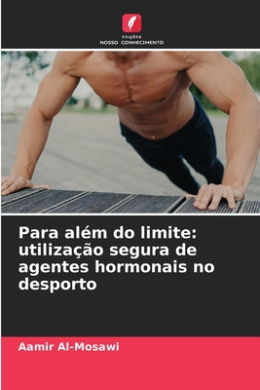 edições
NOSSO CONHECIMENTO
Para além do limite:
utilização segura de
agentes hormonais no
desporto
Aamir Al-Mosawi